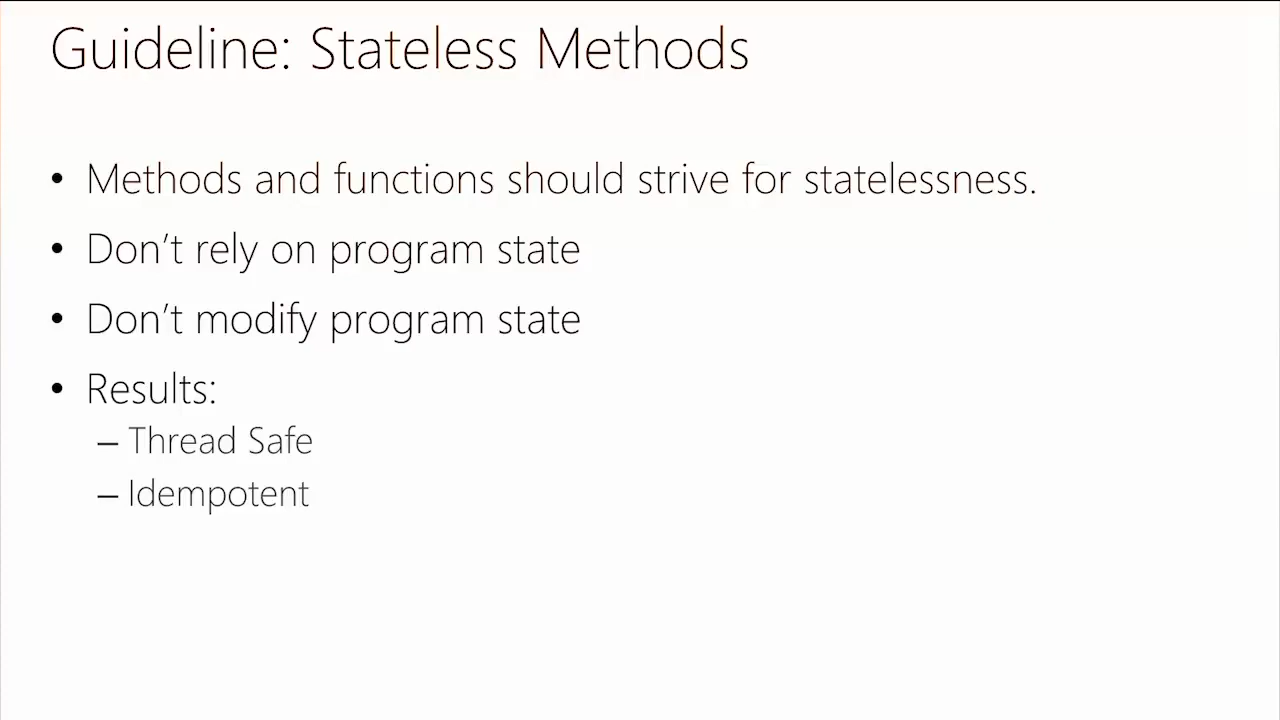 Guideline: Stateless Methods
• Methods and functions should strive for statelessness.
• Don’t rely on program state
• Don’t modify program state
• Results:
– Thread Safe
– Idempotent